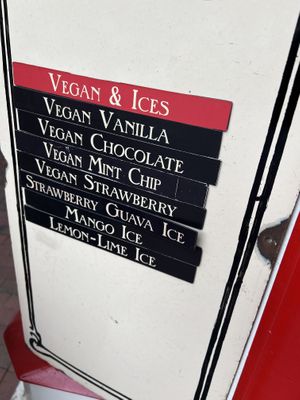 VEGAN & ICES
VEGAN VANILLA
VEGAN CHOCOLATE
VEGAN MINT CHIP
VEGAN STRAWBERRY
STRAWBERRY GUAVA ICE
MANGO ICE
LEMON-LIME ICE